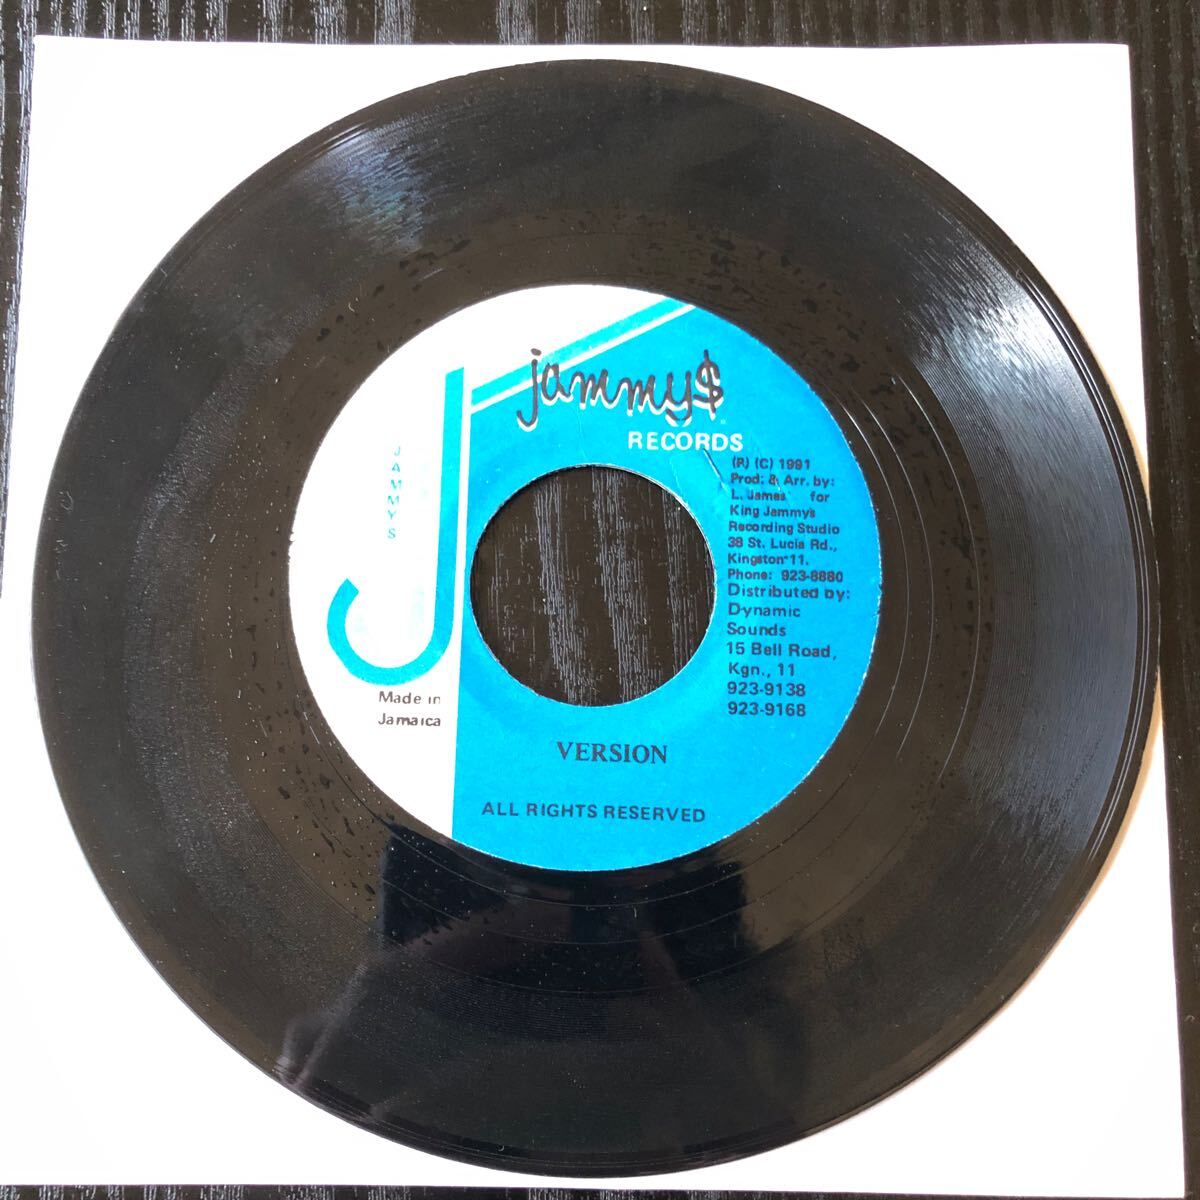 jammy$
RECORDS
JAMMYS
(P) (C) 1991
Prod: & Arr. by:
L. James for
King Jammy's
Recording Studio
38 St. Lucia Rd.,
Kingston 11.
Phone: 923-8880
Distributed by:
Dynamic
Sounds
15 Bell Road,
Kgn., 11
923-9138
923-9168
Made in
Jamaica
VERSION
ALL RIGHTS RESERVED